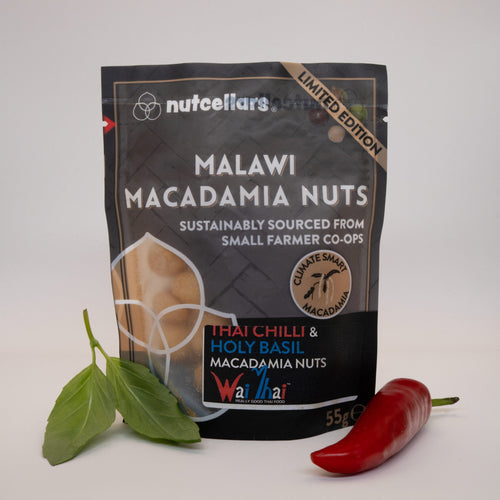 nutcellars®
LIMITED EDITION
MALAWI
MACADAMIA NUTS
SUSTAINABLY SOURCED FROM
SMALL FARMER CO-OPS
CLIMATE SMART
MACADAMIA
THAI CHILLI &
HOLY BASIL
MACADAMIA NUTS
Wai Thai™
REALLY GOOD THAI FOOD
55g e